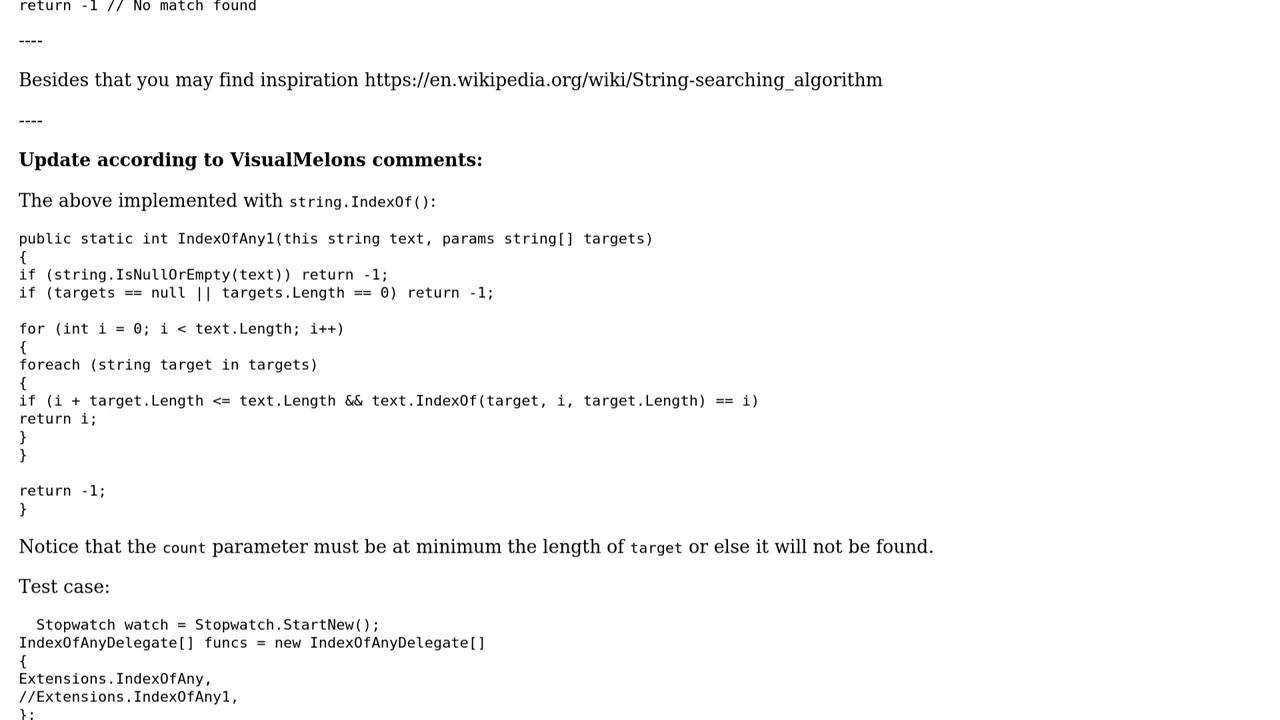 return -1 // No match found
----
Besides that you may find inspiration https://en.wikipedia.org/wiki/String-searching_algorithm
----
Update according to VisualMelons comments:
The above implemented with string.IndexOf():
public static int IndexOfAny1(this string text, params string[] targets)
{
if (string.IsNullOrEmpty(text)) return -1;
if (targets == null || targets.Length == 0) return -1;
for (int i = 0; i < text.Length; i++)
{
foreach (string target in targets)
{
if (i + target.Length <= text.Length && text.IndexOf(target, i, target.Length) == i)
return i;
}
}
return -1;
}
Notice that the count parameter must be at minimum the length of target or else it will not be found.
Test case:
Stopwatch watch = Stopwatch.StartNew();
IndexOfAnyDelegate[] funcs = new IndexOfAnyDelegate[]
{
Extensions.IndexOfAny,
//Extensions.IndexOfAny1,
};